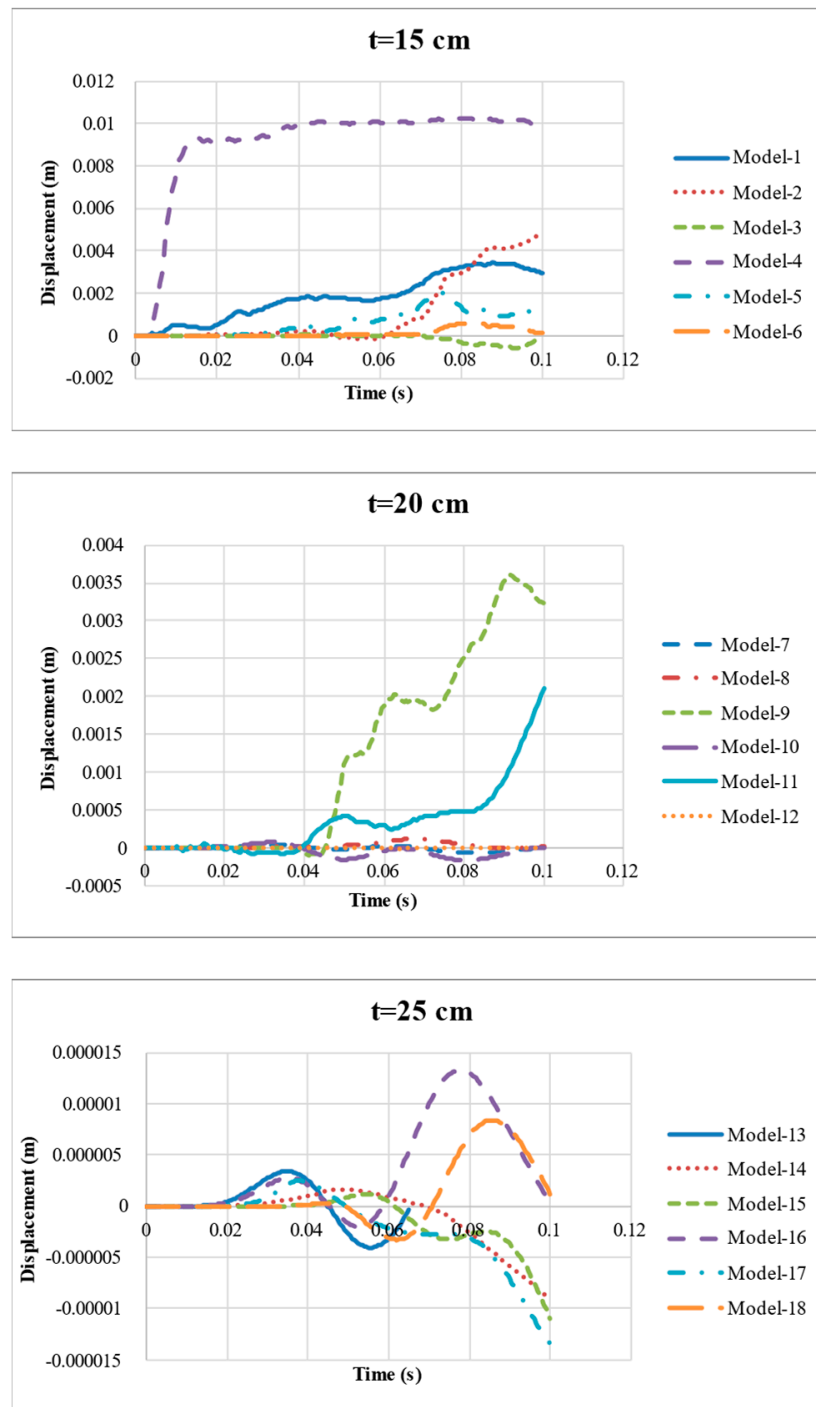 t=15 cm
0.012
0.01
0.008
0.006
0.004
0.002
0
-0.002
Displacement (m)
0 0.02 0.04 0.06 0.08 0.1 0.12
Time (s)
Model-1
Model-2
Model-3
Model-4
Model-5
Model-6
t=20 cm
0.004
0.0035
0.003
0.0025
0.002
0.0015
0.001
0.0005
0
-0.0005
Displacement (m)
0 0.02 0.04 0.06 0.08 0.1 0.12
Time (s)
Model-7
Model-8
Model-9
Model-10
Model-11
Model-12
t=25 cm
0.000015
0.00001
0.000005
0
-0.000005
-0.00001
-0.000015
Displacement (m)
0 0.02 0.04 0.06 0.08 0.1 0.12
Time (s)
Model-13
Model-14
Model-15
Model-16
Model-17
Model-18